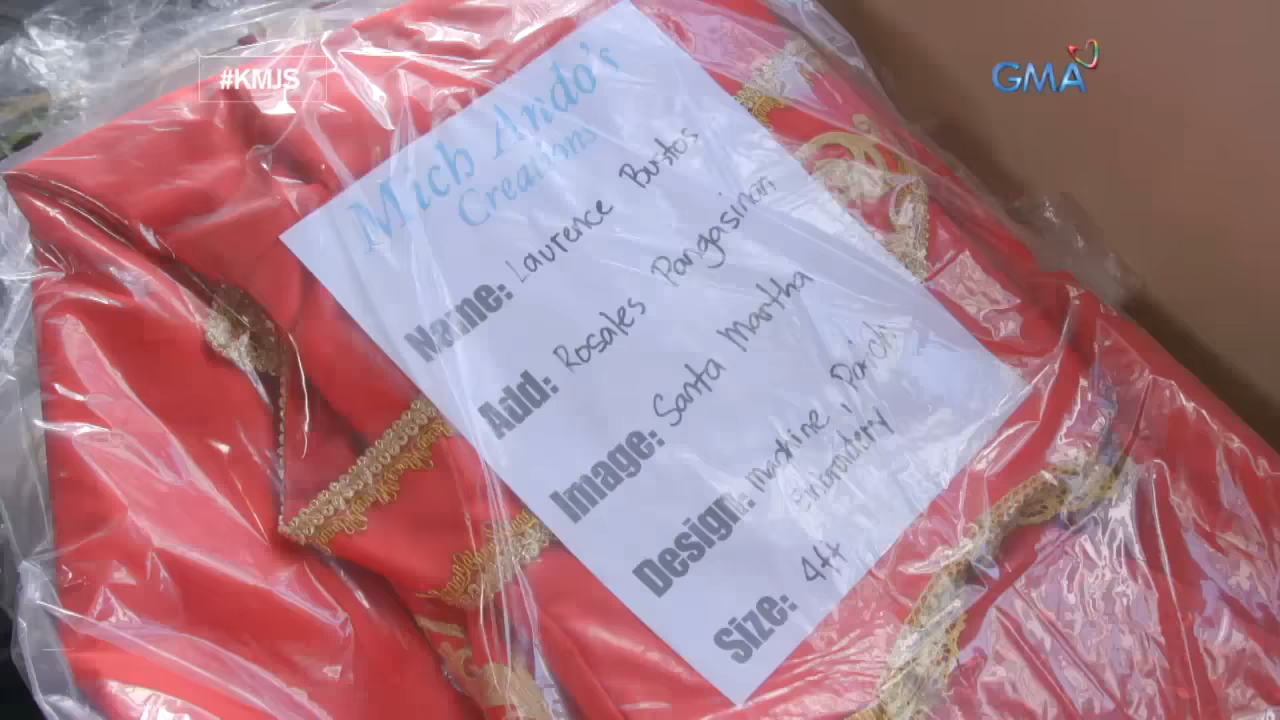 #KMJS
GMA
Mich Ando's
Creations
Name: Laurence Bustos
Add: Rosales Pangasinan
Image: Santa Martha
Design: Machine, Parich
Embroidery
Size: 4ft